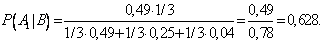 P(A₁|B) = (0,49·1/3)/(1/3·0,49+1/3·0,25+1/3·0,04) = 0,49/0,78 = 0,628.